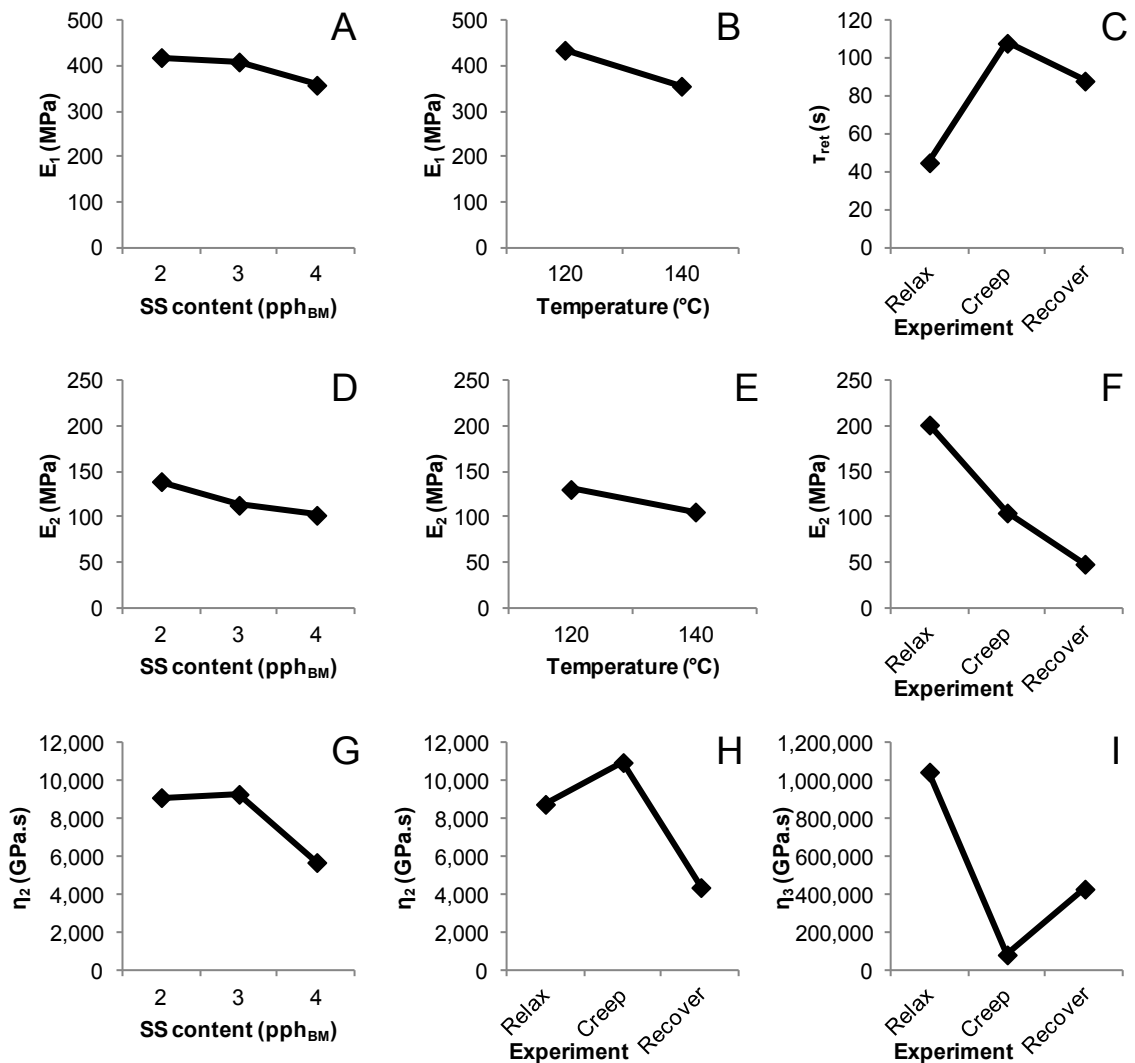 A
E₁ (MPa)
500
400
300
200
100
0
2 3 4
SS content (pph_BM)
B
E₁ (MPa)
500
400
300
200
100
0
120 140
Temperature (°C)
C
τ_ret (s)
120
100
80
60
40
20
0
Relax Creep Recover
Experiment
D
E₂ (MPa)
250
200
150
100
50
0
2 3 4
SS content (pph_BM)
E
E₂ (MPa)
250
200
150
100
50
0
120 140
Temperature (°C)
F
E₂ (MPa)
250
200
150
100
50
0
Relax Creep Recover
Experiment
G
η₂ (GPa.s)
12,000
10,000
8,000
6,000
4,000
2,000
0
2 3 4
SS content (pph_BM)
H
η₂ (GPa.s)
12,000
10,000
8,000
6,000
4,000
2,000
0
Relax Creep Recover
Experiment
I
η₃ (GPa.s)
1,200,000
1,000,000
800,000
600,000
400,000
200,000
0
Relax Creep Recover
Experiment